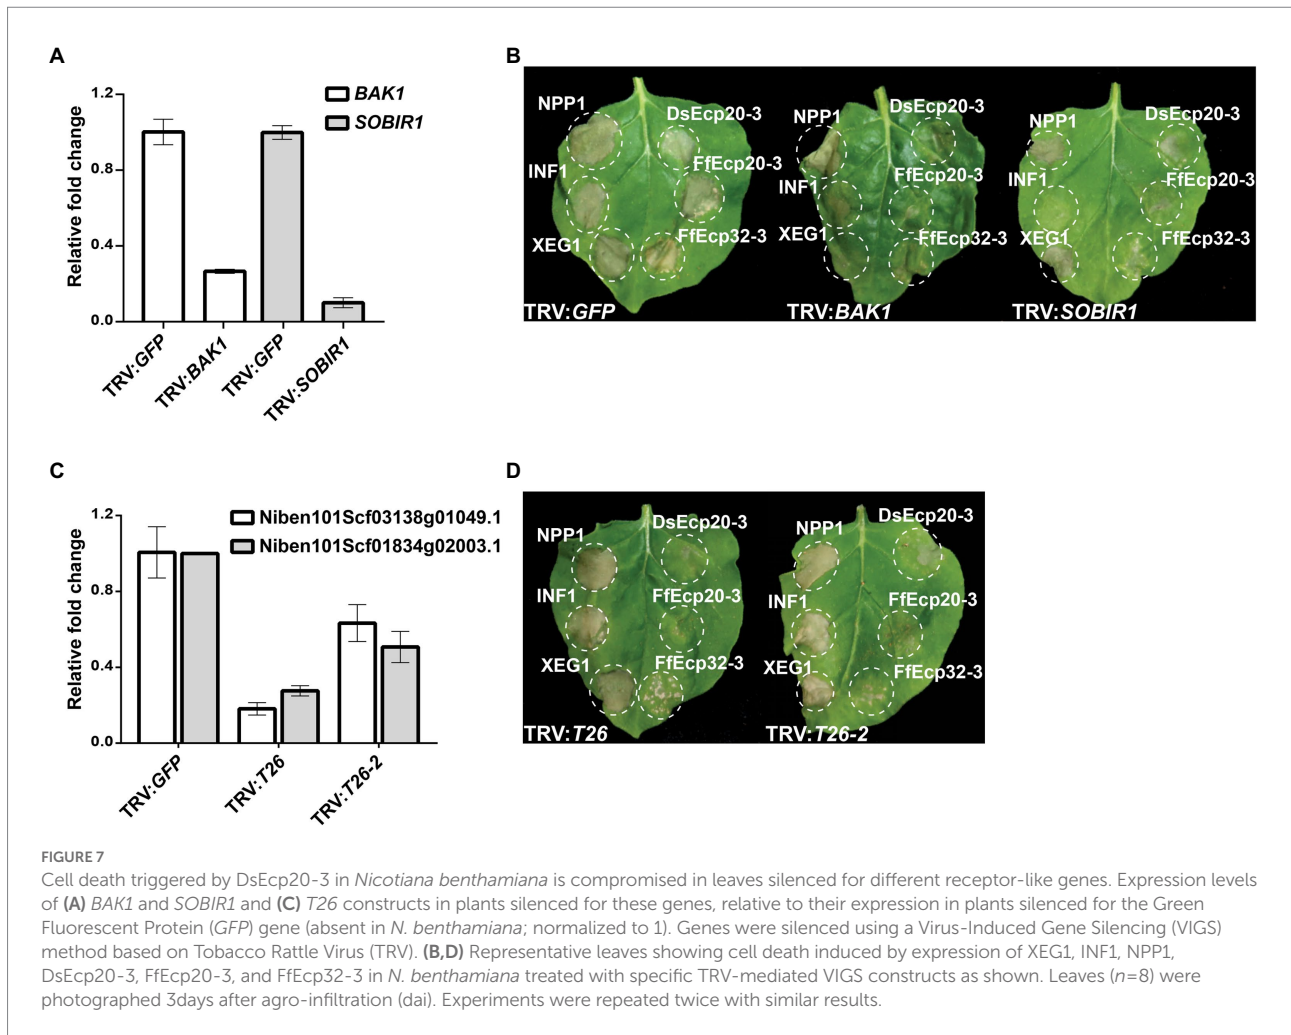 A
Relative fold change
1.2
0.8
0.4
0.0
BAK1
SOBIR1
TRV:GFP
TRV:BAK1
TRV:GFP
TRV:SOBIR1
B
NPP1
INF1
XEG1
DsEcp20-3
FfEcp20-3
FfEcp32-3
TRV:GFP
NPP1
INF1
XEG1
DsEcp20-3
FfEcp20-3
FfEcp32-3
TRV:BAK1
NPP1
INF1
XEG1
DsEcp20-3
FfEcp20-3
FfEcp32-3
TRV:SOBIR1
C
Relative fold change
1.2
0.8
0.4
0.0
Niben101Scf03138g01049.1
Niben101Scf01834g02003.1
TRV:GFP
TRV:T26
TRV:T26-2
D
NPP1
INF1
XEG1
DsEcp20-3
FfEcp20-3
FfEcp32-3
TRV:T26
NPP1
INF1
XEG1
DsEcp20-3
FfEcp20-3
FfEcp32-3
TRV:T26-2
FIGURE 7
Cell death triggered by DsEcp20-3 in Nicotiana benthamiana is compromised in leaves silenced for different receptor-like genes. Expression levels
of (A) BAK1 and SOBIR1 and (C) T26 constructs in plants silenced for these genes, relative to their expression in plants silenced for the Green
Fluorescent Protein (GFP) gene (absent in N. benthamiana; normalized to 1). Genes were silenced using a Virus-Induced Gene Silencing (VIGS)
method based on Tobacco Rattle Virus (TRV). (B,D) Representative leaves showing cell death induced by expression of XEG1, INF1, NPP1,
DsEcp20-3, FfEcp20-3, and FfEcp32-3 in N. benthamiana treated with specific TRV-mediated VIGS constructs as shown. Leaves (n=8) were
photographed 3days after agro-infiltration (dai). Experiments were repeated twice with similar results.